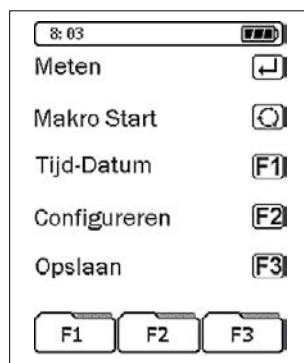 8:03
Meten
Makro Start
Tijd-Datum F1
Configureren F2
Opslaan F3
F1 F2 F3